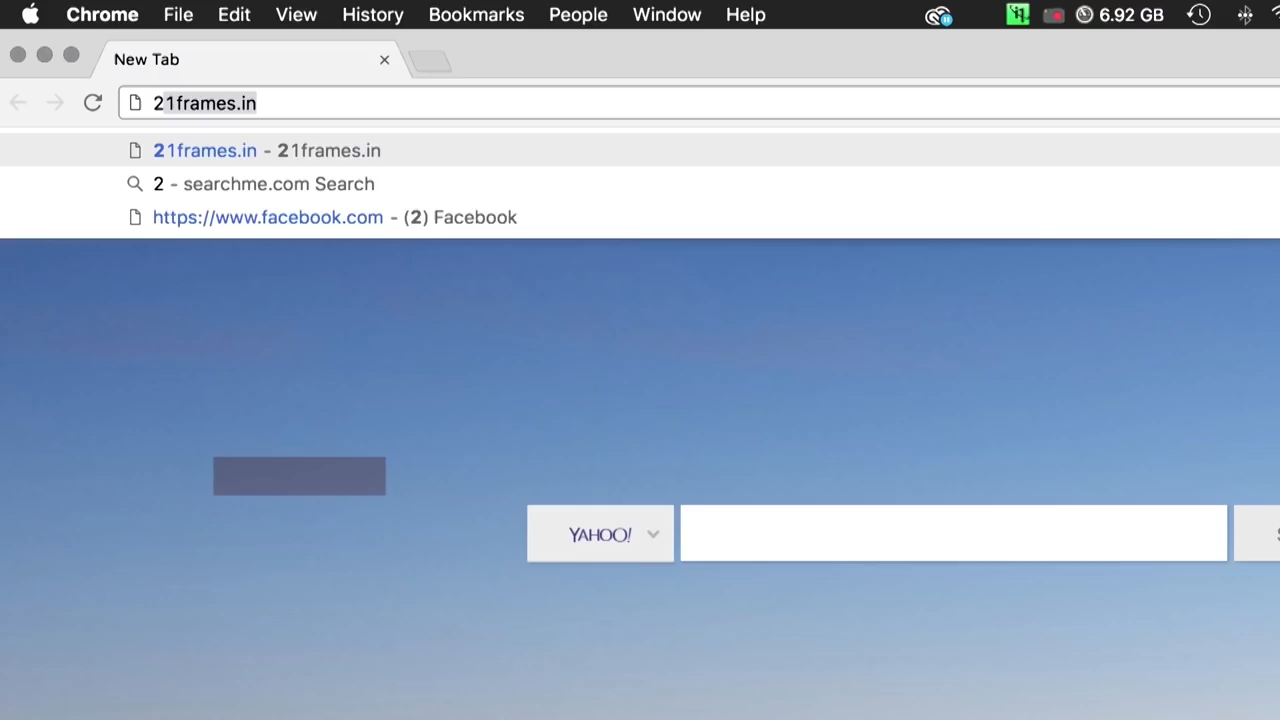 Chrome File Edit View History Bookmarks People Window Help 6.92 GB
New Tab
21frames.in
21frames.in - 21frames.in
2 - searchme.com Search
https://www.facebook.com - (2) Facebook
YAHOO!